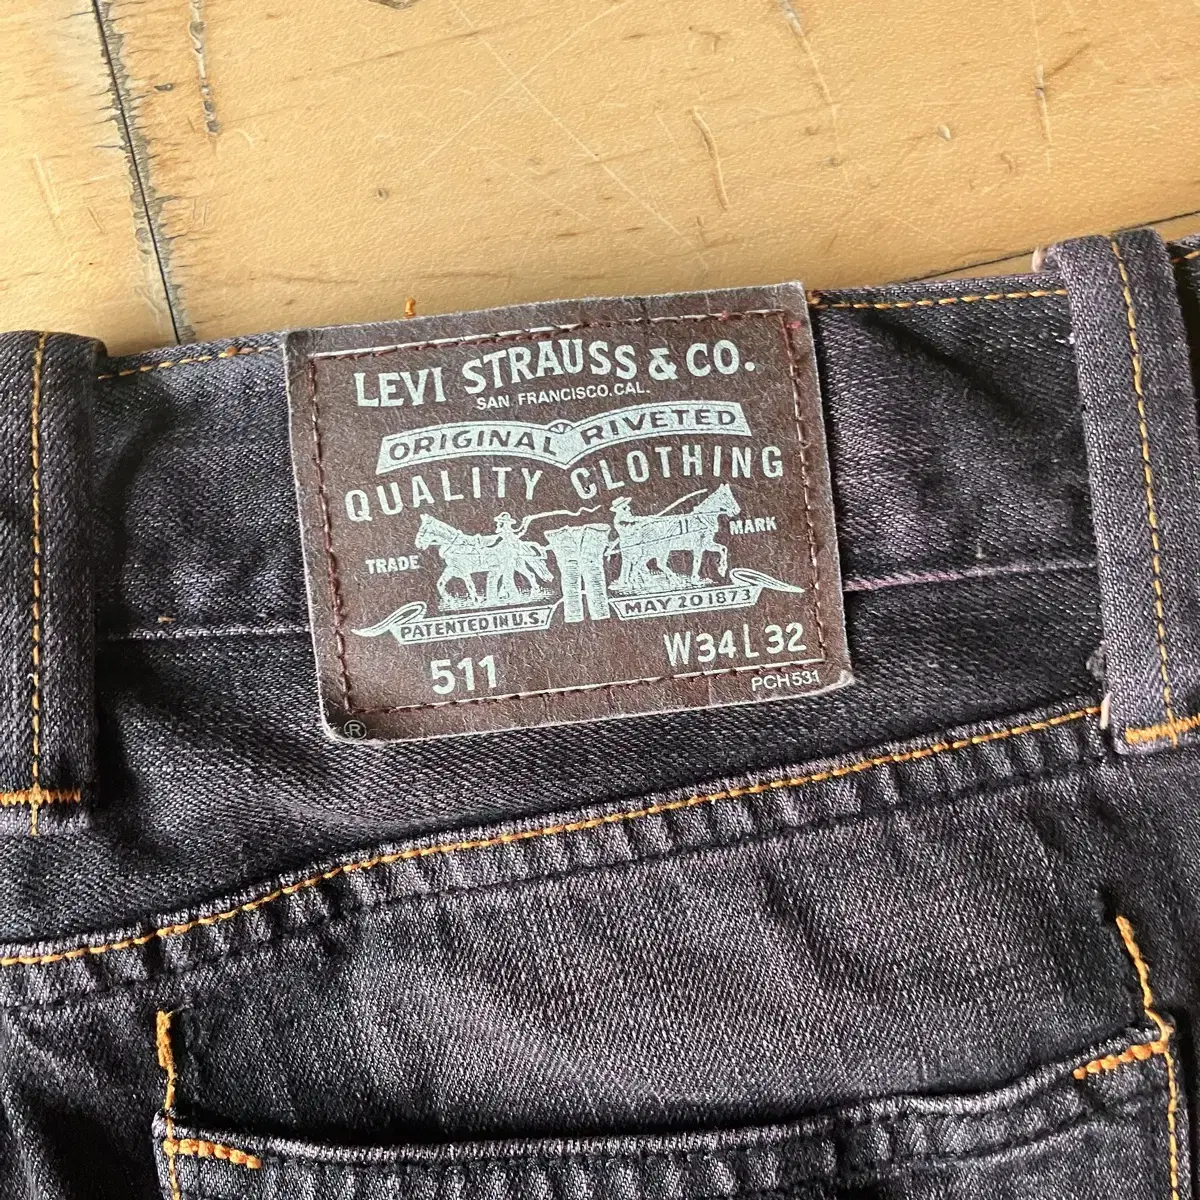 LEVI STRAUSS & CO.
SAN FRANCISCO. CAL.
ORIGINAL RIVETED
QUALITY CLOTHING
TRADE MARK
PATENTED IN U.S. MAY 20 1873
511 W34 L32
PCH531
®